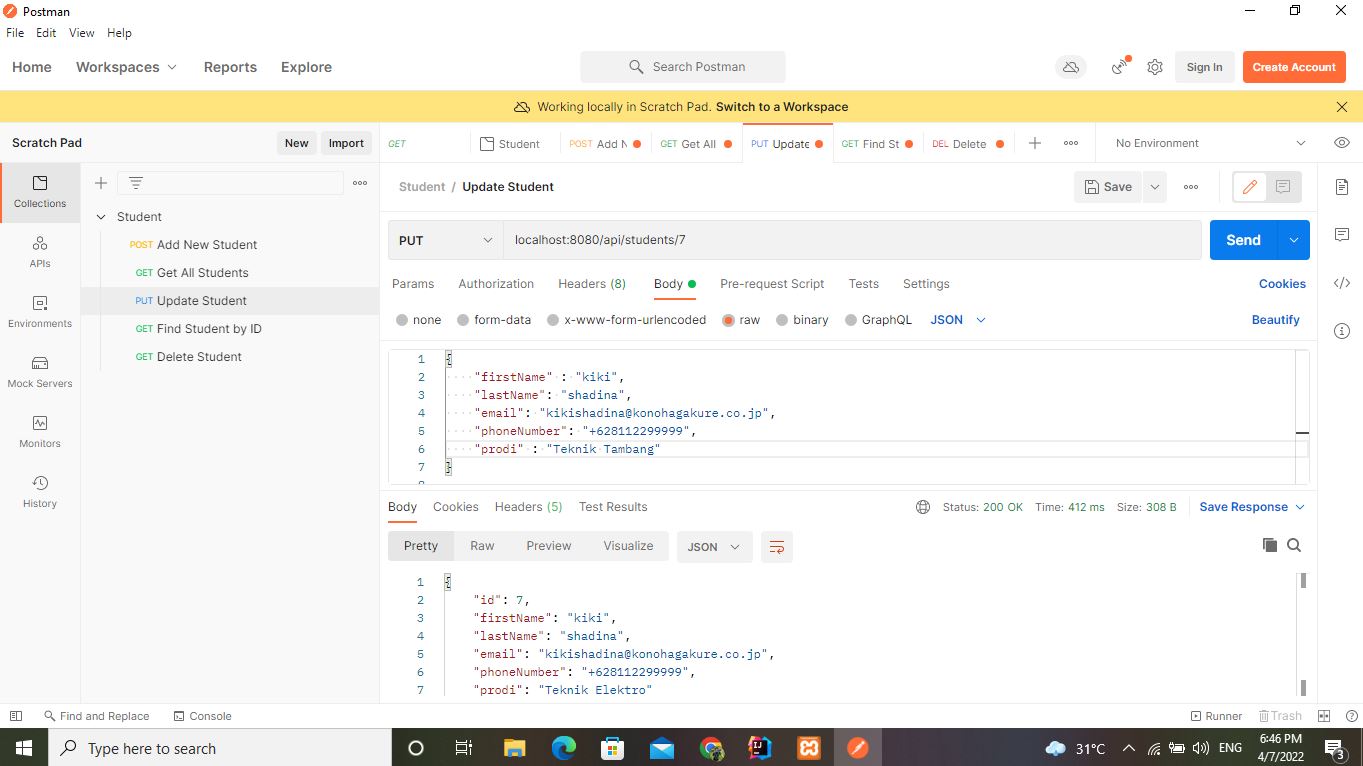 Postman
File Edit View Help
Home Workspaces Reports Explore Search Postman Sign In Create Account
Working locally in Scratch Pad. Switch to a Workspace
Scratch Pad New Import
GET Student POST Add N GET Get All PUT Update GET Find St DEL Delete No Environment
Collections
APIs
Environments
Mock Servers
Monitors
History
Student
POST Add New Student
GET Get All Students
PUT Update Student
GET Find Student by ID
GET Delete Student
Student / Update Student Save
PUT localhost:8080/api/students/7 Send
Params Authorization Headers (8) Body Pre-request Script Tests Settings Cookies
none form-data x-www-form-urlencoded raw binary GraphQL JSON Beautify
1 {
2 "firstName" : "kiki",
3 "lastName": "shadina",
4 "email": "kikishadina@konohagakure.co.jp",
5 "phoneNumber": "+628112299999",
6 "prodi" : "Teknik Tambang"
7 }
8
Body Cookies Headers (5) Test Results Status: 200 OK Time: 412 ms Size: 308 B Save Response
Pretty Raw Preview Visualize JSON
1 {
2 "id": 7,
3 "firstName": "kiki",
4 "lastName": "shadina",
5 "email": "kikishadina@konohagakure.co.jp",
6 "phoneNumber": "+628112299999",
7 "prodi": "Teknik Elektro"
Find and Replace Console Runner Trash
Type here to search 31°C ENG 6:46 PM
4/7/2022 3